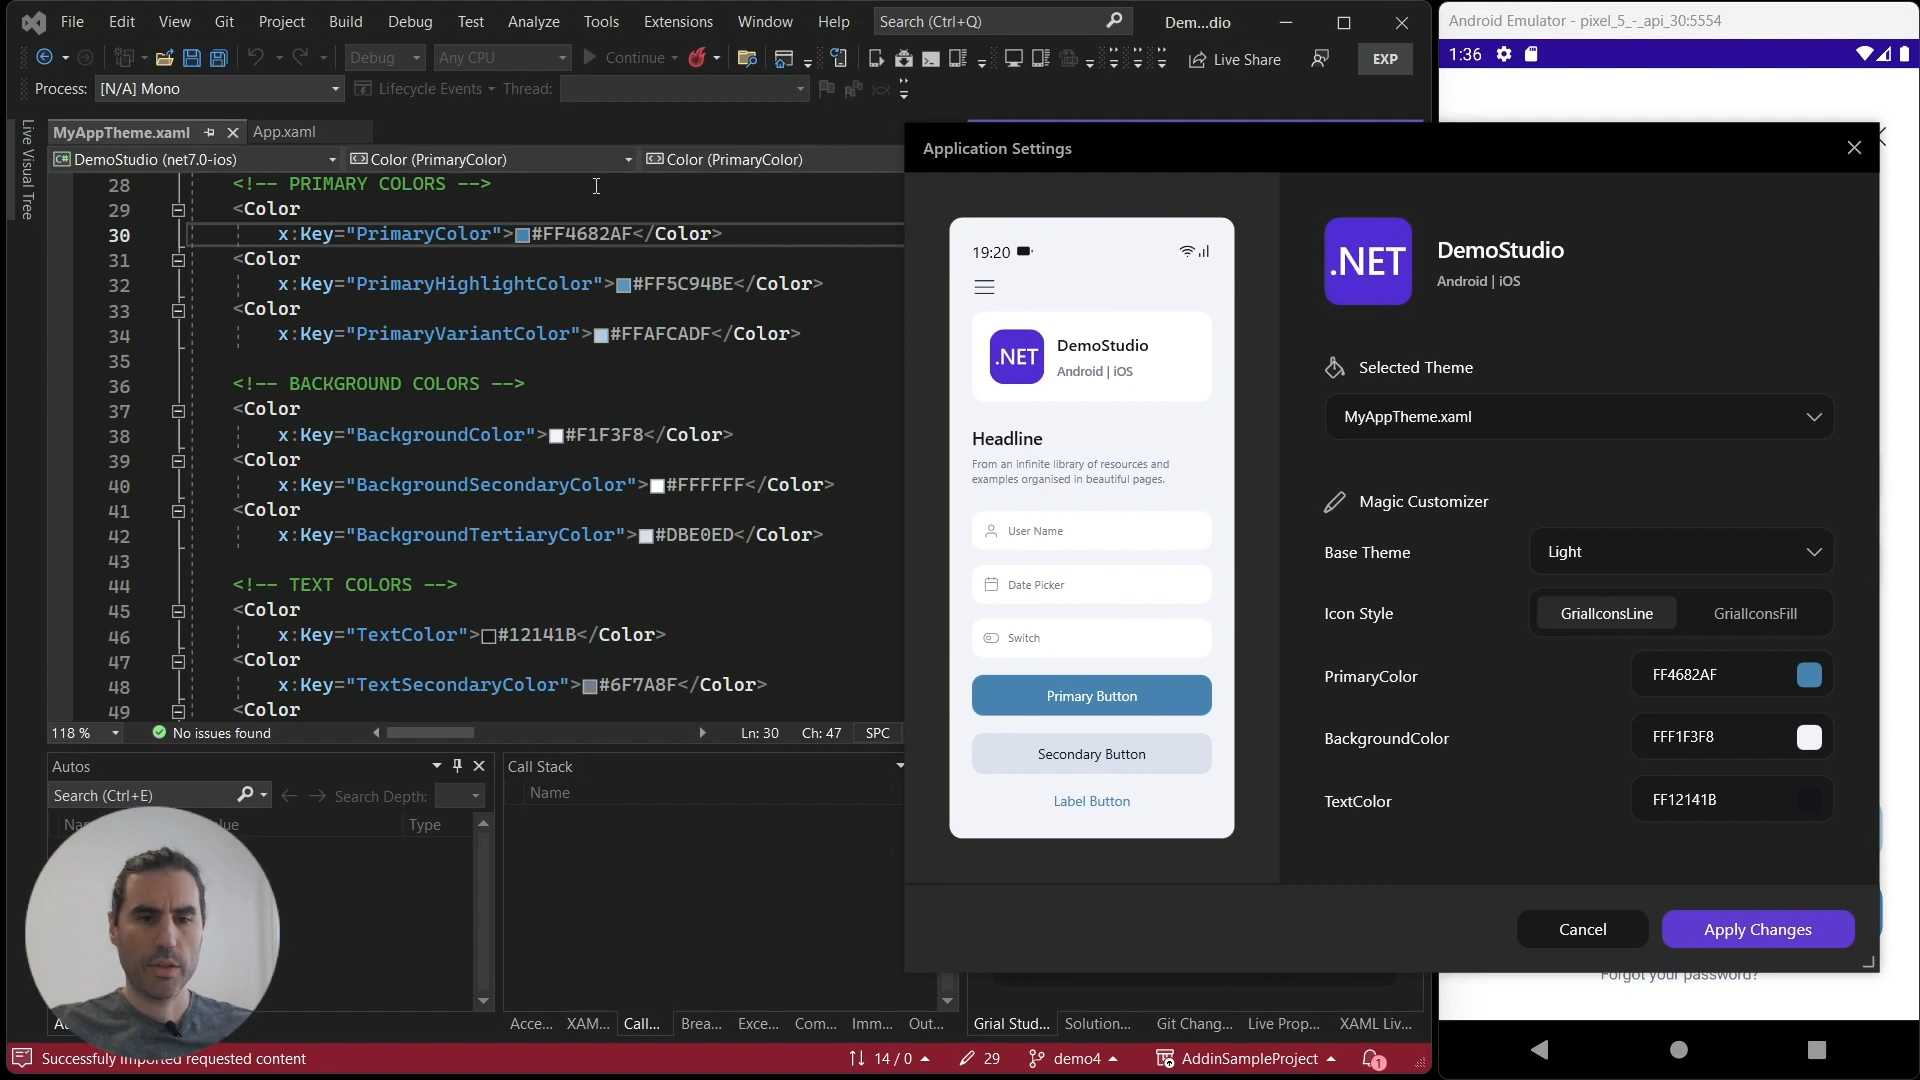 File Edit View Git Project Build Debug Test Analyze Tools Extensions Window Help Search (Ctrl+Q) Dem...dio
Debug Any CPU Continue Live Share EXP
Process: [N/A] Mono Lifecycle Events Thread:
Live Visual Tree
MyAppTheme.xaml App.xaml
C# DemoStudio (net7.0-ios) Color (PrimaryColor) Color (PrimaryColor)
28 <!-- PRIMARY COLORS -->
29 <Color
30 x:Key="PrimaryColor">#FF4682AF</Color>
31 <Color
32 x:Key="PrimaryHighlightColor">#FF5C94BE</Color>
33 <Color
34 x:Key="PrimaryVariantColor">#FFAFCADF</Color>
35
36 <!-- BACKGROUND COLORS -->
37 <Color
38 x:Key="BackgroundColor">#F1F3F8</Color>
39 <Color
40 x:Key="BackgroundSecondaryColor">#FFFFFF</Color>
41 <Color
42 x:Key="BackgroundTertiaryColor">#DBE0ED</Color>
43
44 <!-- TEXT COLORS -->
45 <Color
46 x:Key="TextColor">#12141B</Color>
47 <Color
48 x:Key="TextSecondaryColor">#6F7A8F</Color>
49 <Color
118 % No issues found Ln: 30 Ch: 47 SPC
Autos
Search (Ctrl+E) Search Depth:
Type
Call Stack
Name
Acce... XAM... Call... Brea... Exce... Com... Imm... Out...
Grial Stud... Solution... Git Chang... Live Prop... XAML Liv...
Successfully imported requested content 14 / 0 29 demo4 AddinSampleProject 1
Application Settings
19:20
.NET
DemoStudio
Android | iOS
Headline
From an infinite library of resources and
examples organised in beautiful pages.
User Name
Date Picker
Switch
Primary Button
Secondary Button
Label Button
.NET
DemoStudio
Android | iOS
Selected Theme
MyAppTheme.xaml
Magic Customizer
Base Theme Light
Icon Style GrialIconsLine GrialIconsFill
PrimaryColor FF4682AF
BackgroundColor FFF1F3F8
TextColor FF12141B
Cancel Apply Changes
Android Emulator - pixel_5_-_api_30:5554
1:36
Forgot your password?